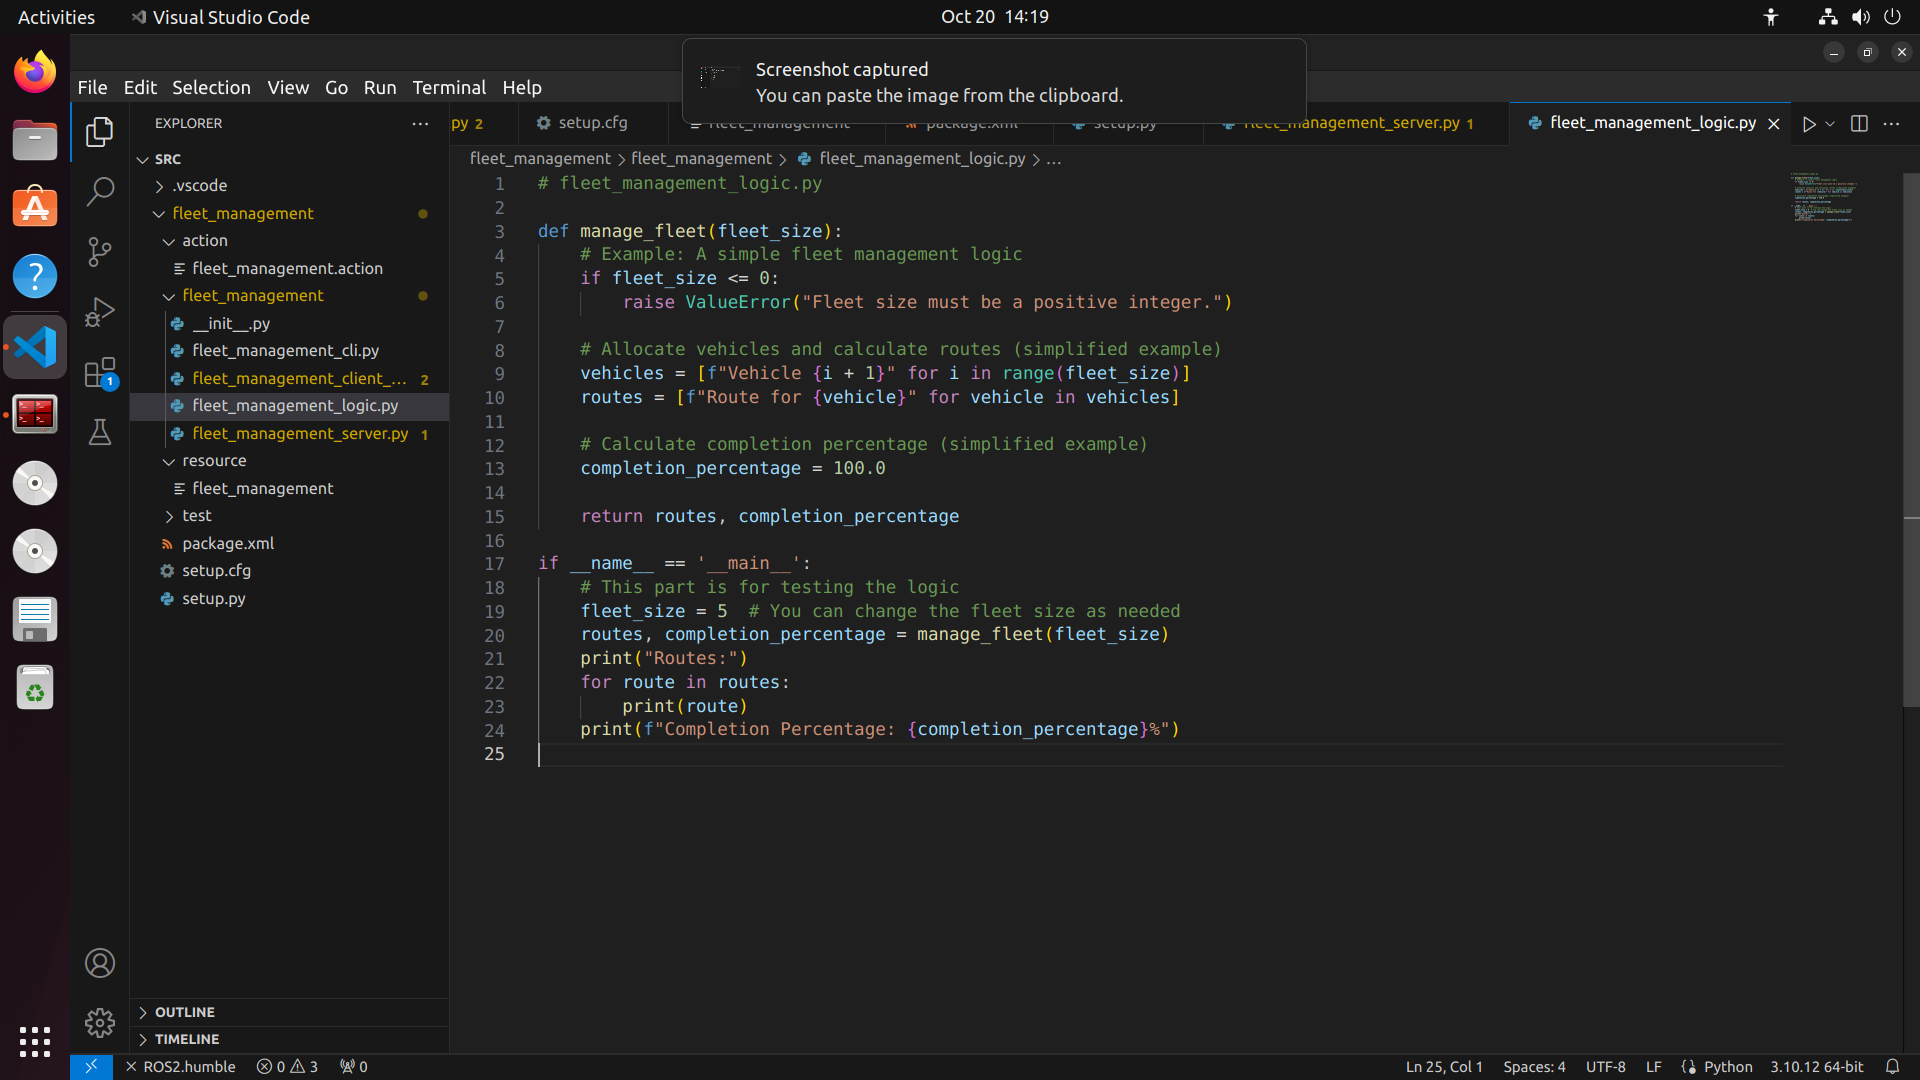 Activities
Visual Studio Code
Oct 20 14:19
Screenshot captured
You can paste the image from the clipboard.
File Edit Selection View Go Run Terminal Help
EXPLORER
SRC
.vscode
fleet_management
action
fleet_management.action
fleet_management
__init__.py
fleet_management_cli.py
fleet_management_client_... 2
fleet_management_logic.py
fleet_management_server.py 1
resource
fleet_management
test
package.xml
setup.cfg
setup.py
OUTLINE
TIMELINE
1
py 2
setup.cfg
fleet_management
package.xml
setup.py
fleet_management_server.py 1
fleet_management_logic.py
fleet_management > fleet_management > fleet_management_logic.py > ...
1 # fleet_management_logic.py
2
3 def manage_fleet(fleet_size):
4 # Example: A simple fleet management logic
5 if fleet_size <= 0:
6 raise ValueError("Fleet size must be a positive integer.")
7
8 # Allocate vehicles and calculate routes (simplified example)
9 vehicles = [f"Vehicle {i + 1}" for i in range(fleet_size)]
10 routes = [f"Route for {vehicle}" for vehicle in vehicles]
11
12 # Calculate completion percentage (simplified example)
13 completion_percentage = 100.0
14
15 return routes, completion_percentage
16
17 if __name__ == '__main__':
18 # This part is for testing the logic
19 fleet_size = 5  # You can change the fleet size as needed
20 routes, completion_percentage = manage_fleet(fleet_size)
21 print("Routes:")
22 for route in routes:
23 print(route)
24 print(f"Completion Percentage: {completion_percentage}%")
25
ROS2.humble 0 3 0
Ln 25, Col 1 Spaces: 4 UTF-8 LF Python 3.10.12 64-bit